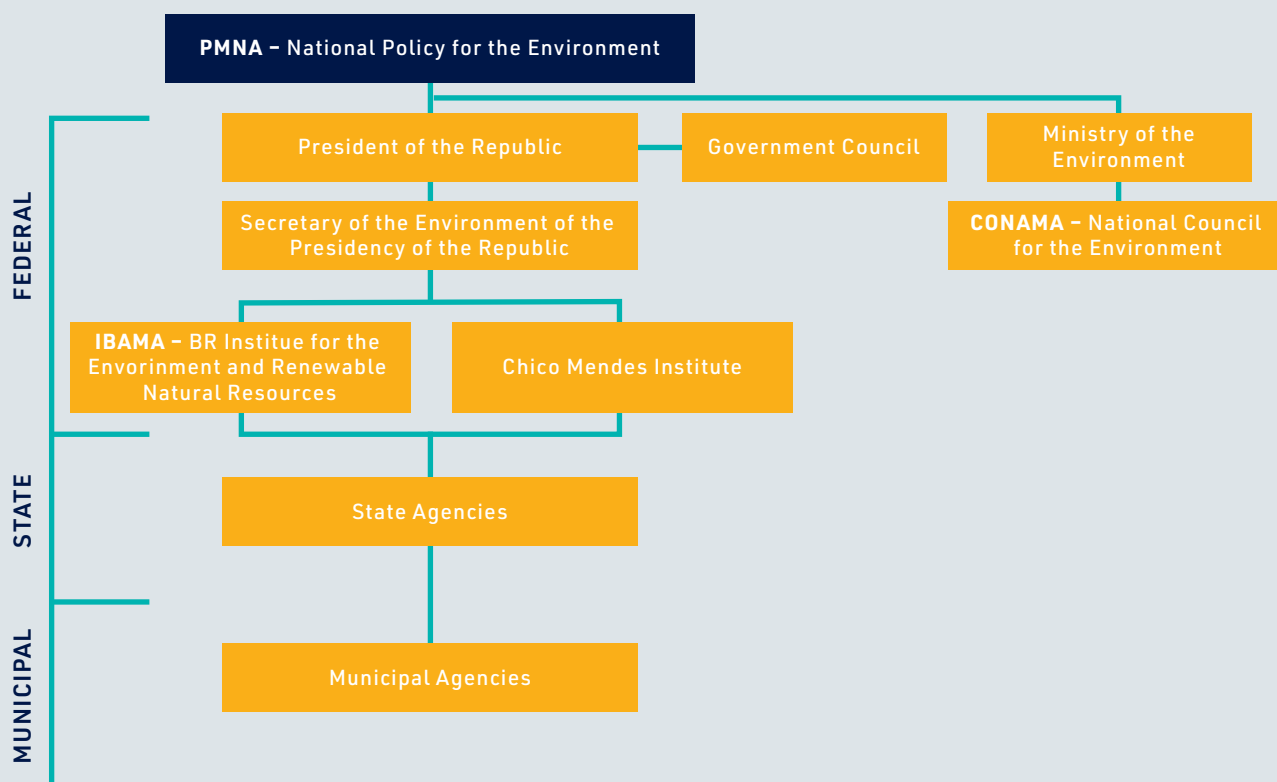 PMNA – National Policy for the Environment
FEDERAL
President of the Republic
Government Council
Ministry of the
Environment
Secretary of the Environment of the
Presidency of the Republic
CONAMA – National Council
for the Environment
IBAMA – BR Institue for the
Envorinment and Renewable
Natural Resources
Chico Mendes Institute
STATE
State Agencies
MUNICIPAL
Municipal Agencies